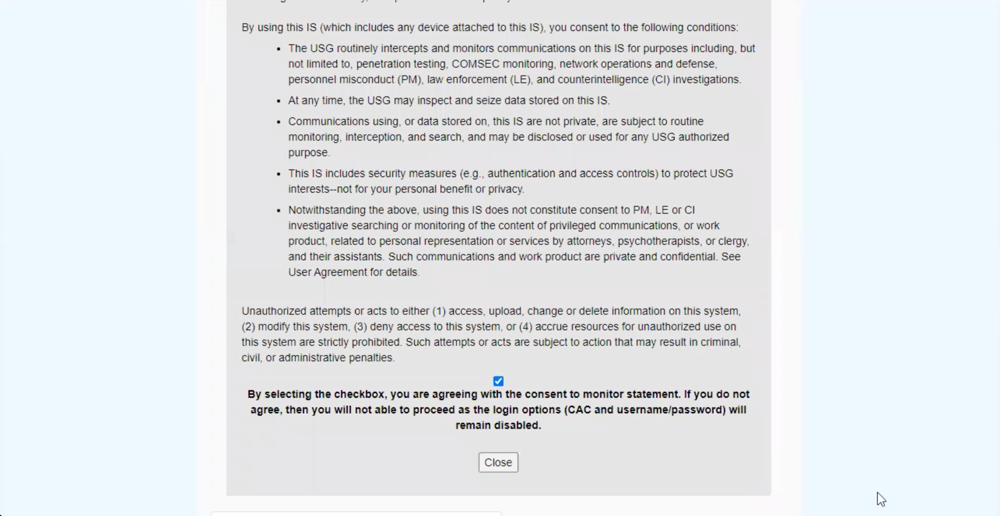 By using this IS (which includes any device attached to this IS), you consent to the following conditions:
• The USG routinely intercepts and monitors communications on this IS for purposes including, but
not limited to, penetration testing, COMSEC monitoring, network operations and defense,
personnel misconduct (PM), law enforcement (LE), and counterintelligence (CI) investigations.
• At any time, the USG may inspect and seize data stored on this IS.
• Communications using, or data stored on, this IS are not private, are subject to routine
monitoring, interception, and search, and may be disclosed or used for any USG authorized
purpose.
• This IS includes security measures (e.g., authentication and access controls) to protect USG
interests--not for your personal benefit or privacy.
• Notwithstanding the above, using this IS does not constitute consent to PM, LE or CI
investigative searching or monitoring of the content of privileged communications, or work
product, related to personal representation or services by attorneys, psychotherapists, or clergy,
and their assistants. Such communications and work product are private and confidential. See
User Agreement for details.
Unauthorized attempts or acts to either (1) access, upload, change or delete information on this system,
(2) modify this system, (3) deny access to this system, or (4) accrue resources for unauthorized use on
this system are strictly prohibited. Such attempts or acts are subject to action that may result in criminal,
civil, or administrative penalties.
By selecting the checkbox, you are agreeing with the consent to monitor statement. If you do not
agree, then you will not able to proceed as the login options (CAC and username/password) will
remain disabled.
Close